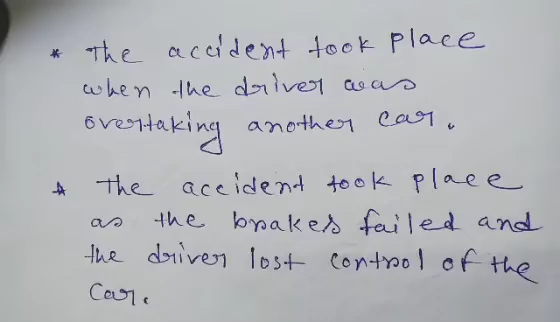 * The accident took place
when the driver was
overtaking another car.
* The accident took place
as the brakes failed and
the driver lost control of the
Car.